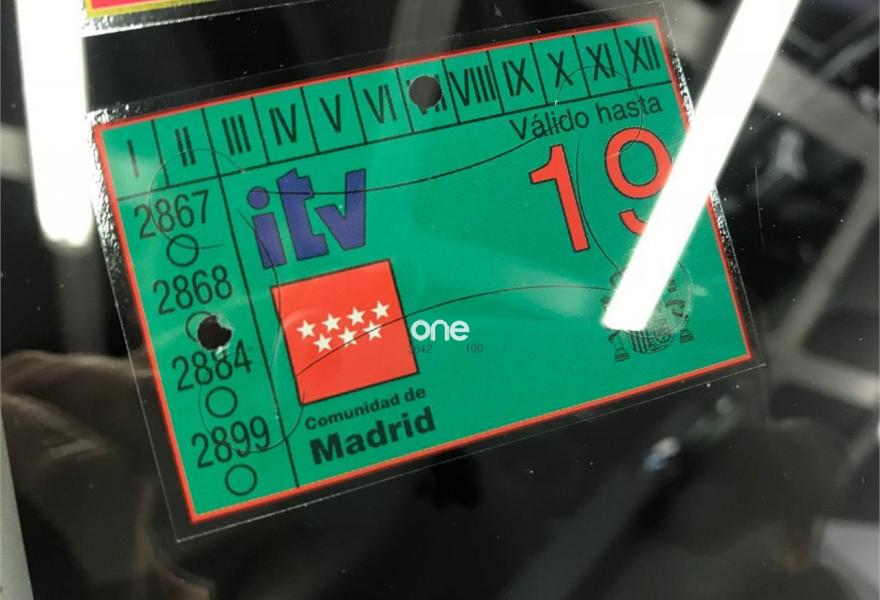 I II III IV V VI VII VIII IX X XI XII
Válido hasta
19
2867
2868
2884
2899
itv
one
100
Comunidad de
Madrid